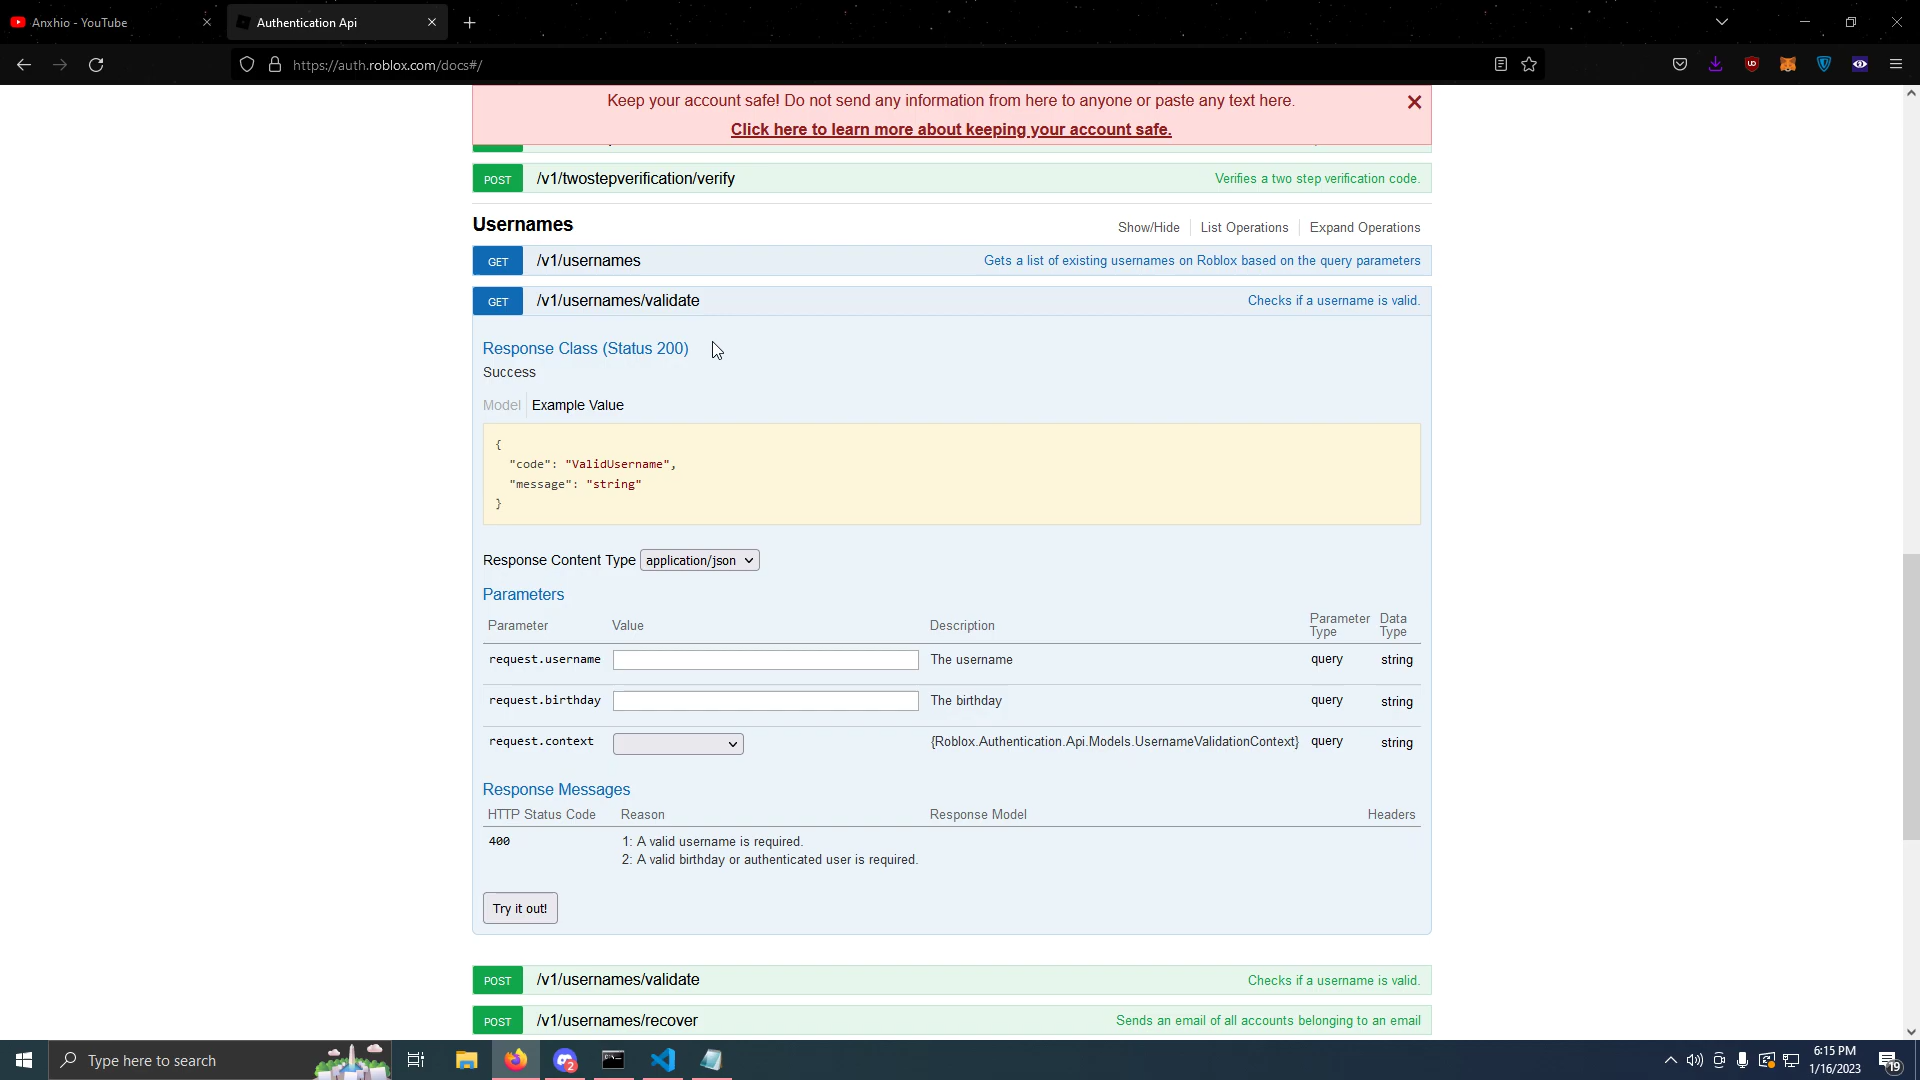 Anxhio - YouTube
Authentication Api
https://auth.roblox.com/docs#/
Keep your account safe! Do not send any information from here to anyone or paste any text here.
Click here to learn more about keeping your account safe.
POST /v1/twostepverification/verify Verifies a two step verification code.
Usernames Show/Hide List Operations Expand Operations
GET /v1/usernames Gets a list of existing usernames on Roblox based on the query parameters
GET /v1/usernames/validate Checks if a username is valid.
Response Class (Status 200)
Success
Model Example Value
{
"code": "ValidUsername",
"message": "string"
}
Response Content Type application/json
Parameters
Parameter Value Description Parameter Type Data Type
request.username The username query string
request.birthday The birthday query string
request.context {Roblox.Authentication.Api.Models.UsernameValidationContext} query string
Response Messages
HTTP Status Code Reason Response Model Headers
400 1: A valid username is required.
2: A valid birthday or authenticated user is required.
Try it out!
POST /v1/usernames/validate Checks if a username is valid.
POST /v1/usernames/recover Sends an email of all accounts belonging to an email
Type here to search
2
6:15 PM
1/16/2023
19